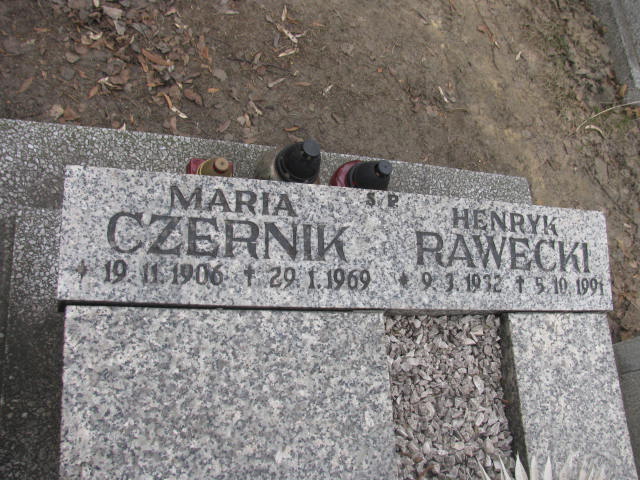 Ś.P.
MARIA
CZERNIK
* 19.11.1906 † 29.1.1969
HENRYK
RAWECKI
* 9.3.1932 † 5.10.1991